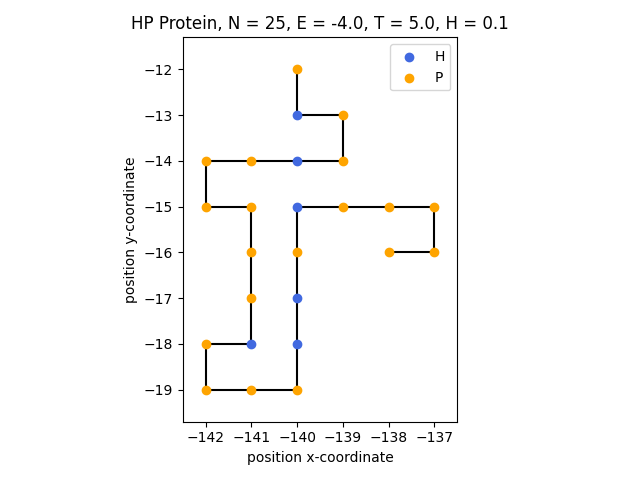 HP Protein, N = 25, E = -4.0, T = 5.0, H = 0.1
H
P
−12
−13
−14
−15
−16
−17
−18
−19
position y-coordinate
−142 −141 −140 −139 −138 −137
position x-coordinate